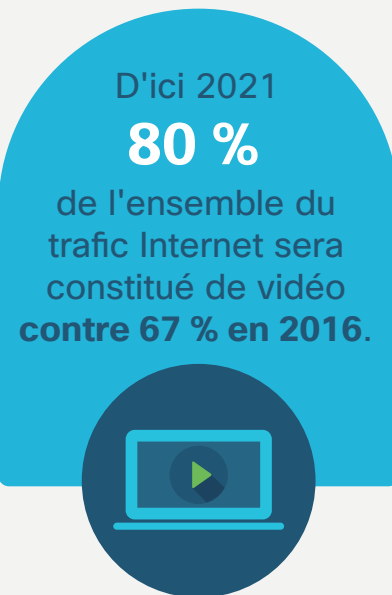 D'ici 2021
80 %
de l'ensemble du
trafic Internet sera
constitué de vidéo
contre 67 % en 2016.